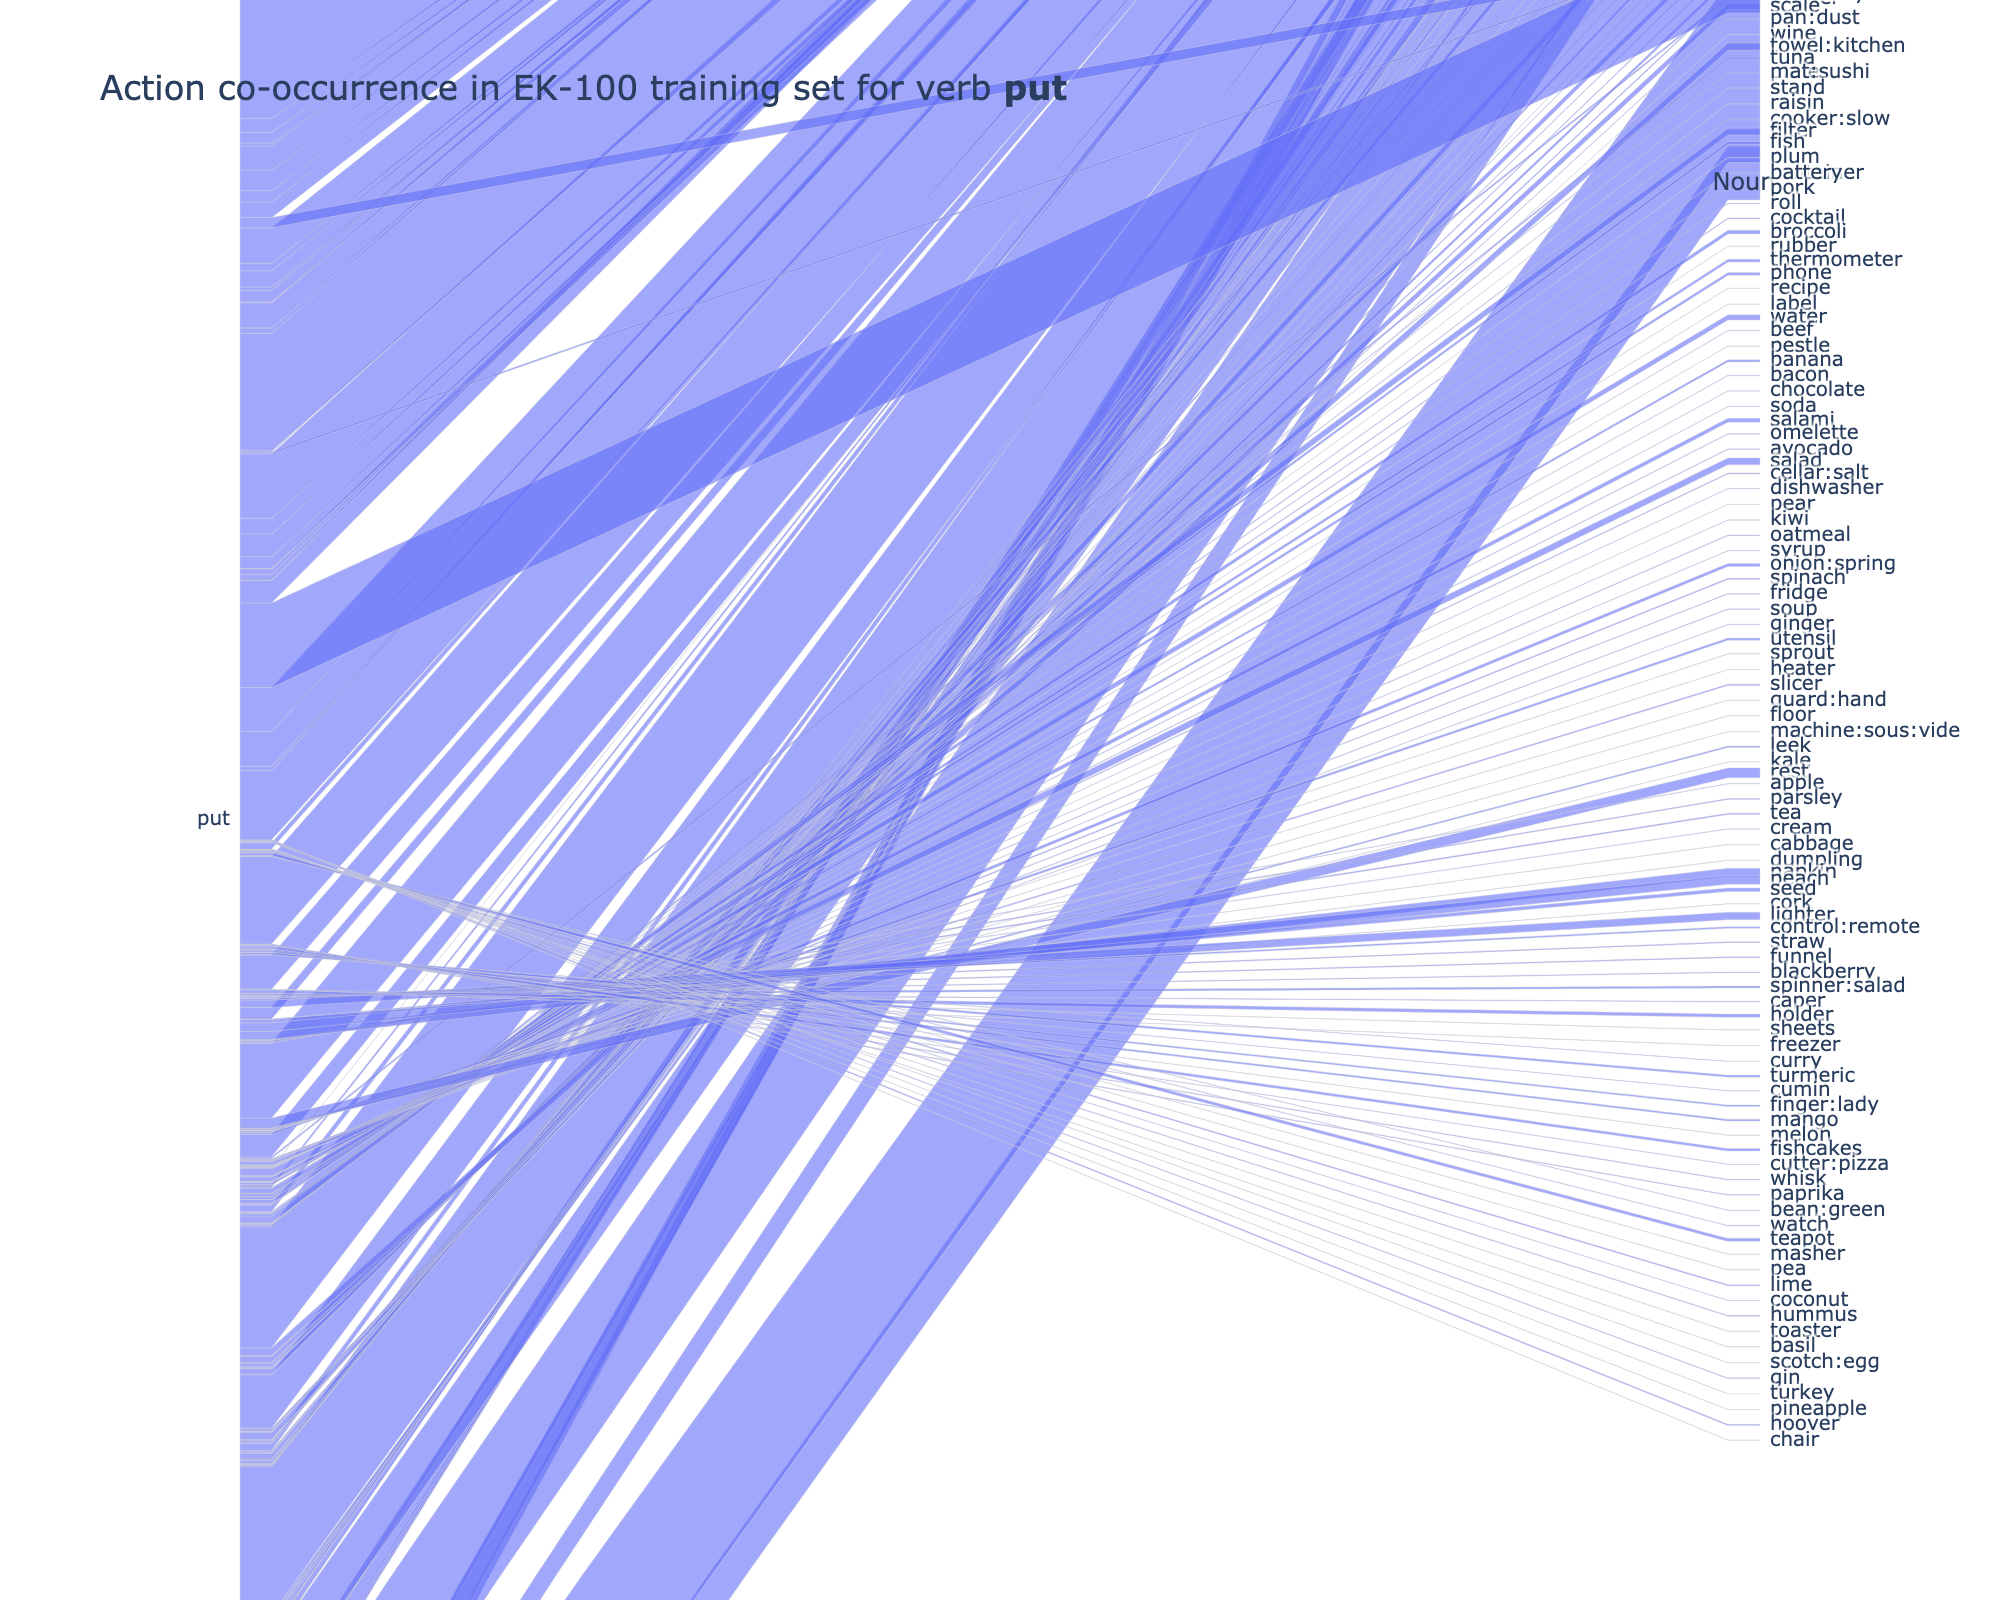 scale
pan:dust
wine
towel:kitchen
tuna
mat:sushi
Action co-occurrence in EK-100 training set for verb put
stand
raisin
cooker:slow
filter
fish
plum
battery
Noun
pork
roll
cocktail
broccoli
rubber
thermometer
phone
recipe
label
water
beef
pestle
banana
bacon
chocolate
soda
salami
omelette
avocado
salad
cellar:salt
dishwasher
pear
kiwi
oatmeal
syrup
onion:spring
spinach
fridge
soup
ginger
utensil
sprout
heater
slicer
guard:hand
floor
machine:sous:vide
leek
kale
rest
apple
parsley
tea
put
cream
cabbage
dumpling
napkin
peach
seed
cork
lighter
control:remote
straw
funnel
blackberry
spinner:salad
caper
holder
sheets
freezer
curry
turmeric
cumin
finger:lady
mango
melon
fishcakes
cutter:pizza
whisk
paprika
bean:green
watch
teapot
masher
pea
lime
coconut
hummus
toaster
basil
scotch:egg
gin
turkey
pineapple
hoover
chair